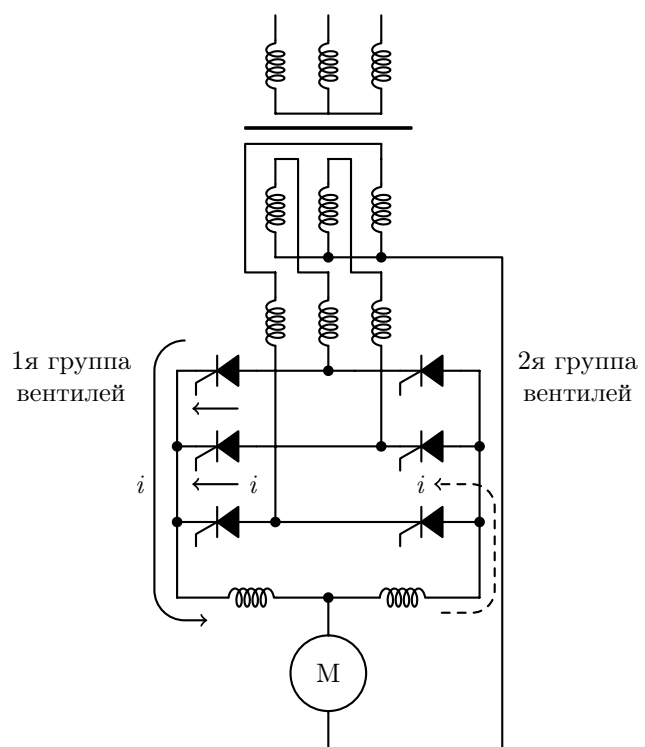 1я группа
вентилей
2я группа
вентилей
i
i
i
М